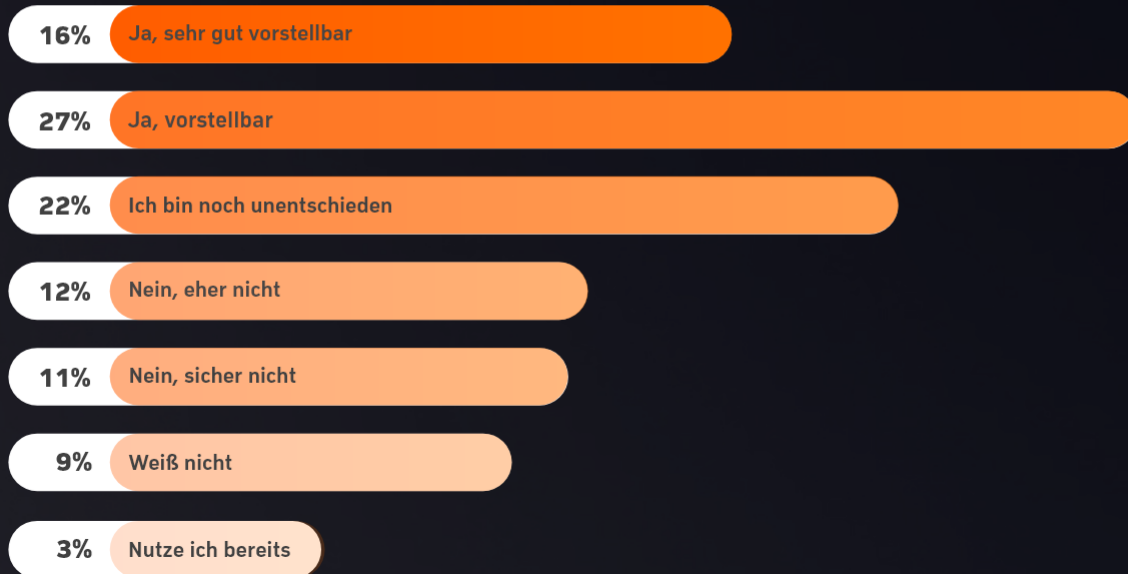 16% Ja, sehr gut vorstellbar
27% Ja, vorstellbar
22% Ich bin noch unentschieden
12% Nein, eher nicht
11% Nein, sicher nicht
9% Weiß nicht
3% Nutze ich bereits